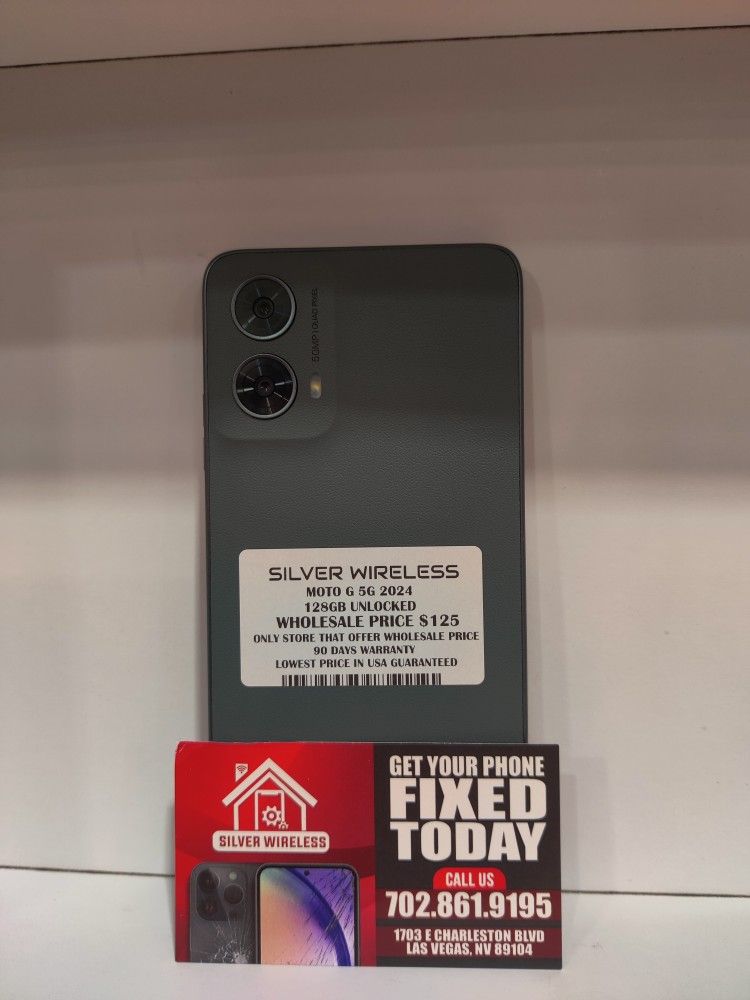 50MP | QUAD PIXEL
SILVER WIRELESS
MOTO G 5G 2024
128GB UNLOCKED
WHOLESALE PRICE $125
ONLY STORE THAT OFFER WHOLESALE PRICE
90 DAYS WARRANTY
LOWEST PRICE IN USA GUARANTEED
SILVER WIRELESS
GET YOUR PHONE
FIXED
TODAY
CALL US
702.861.9195
1703 E CHARLESTON BLVD
LAS VEGAS, NV 89104